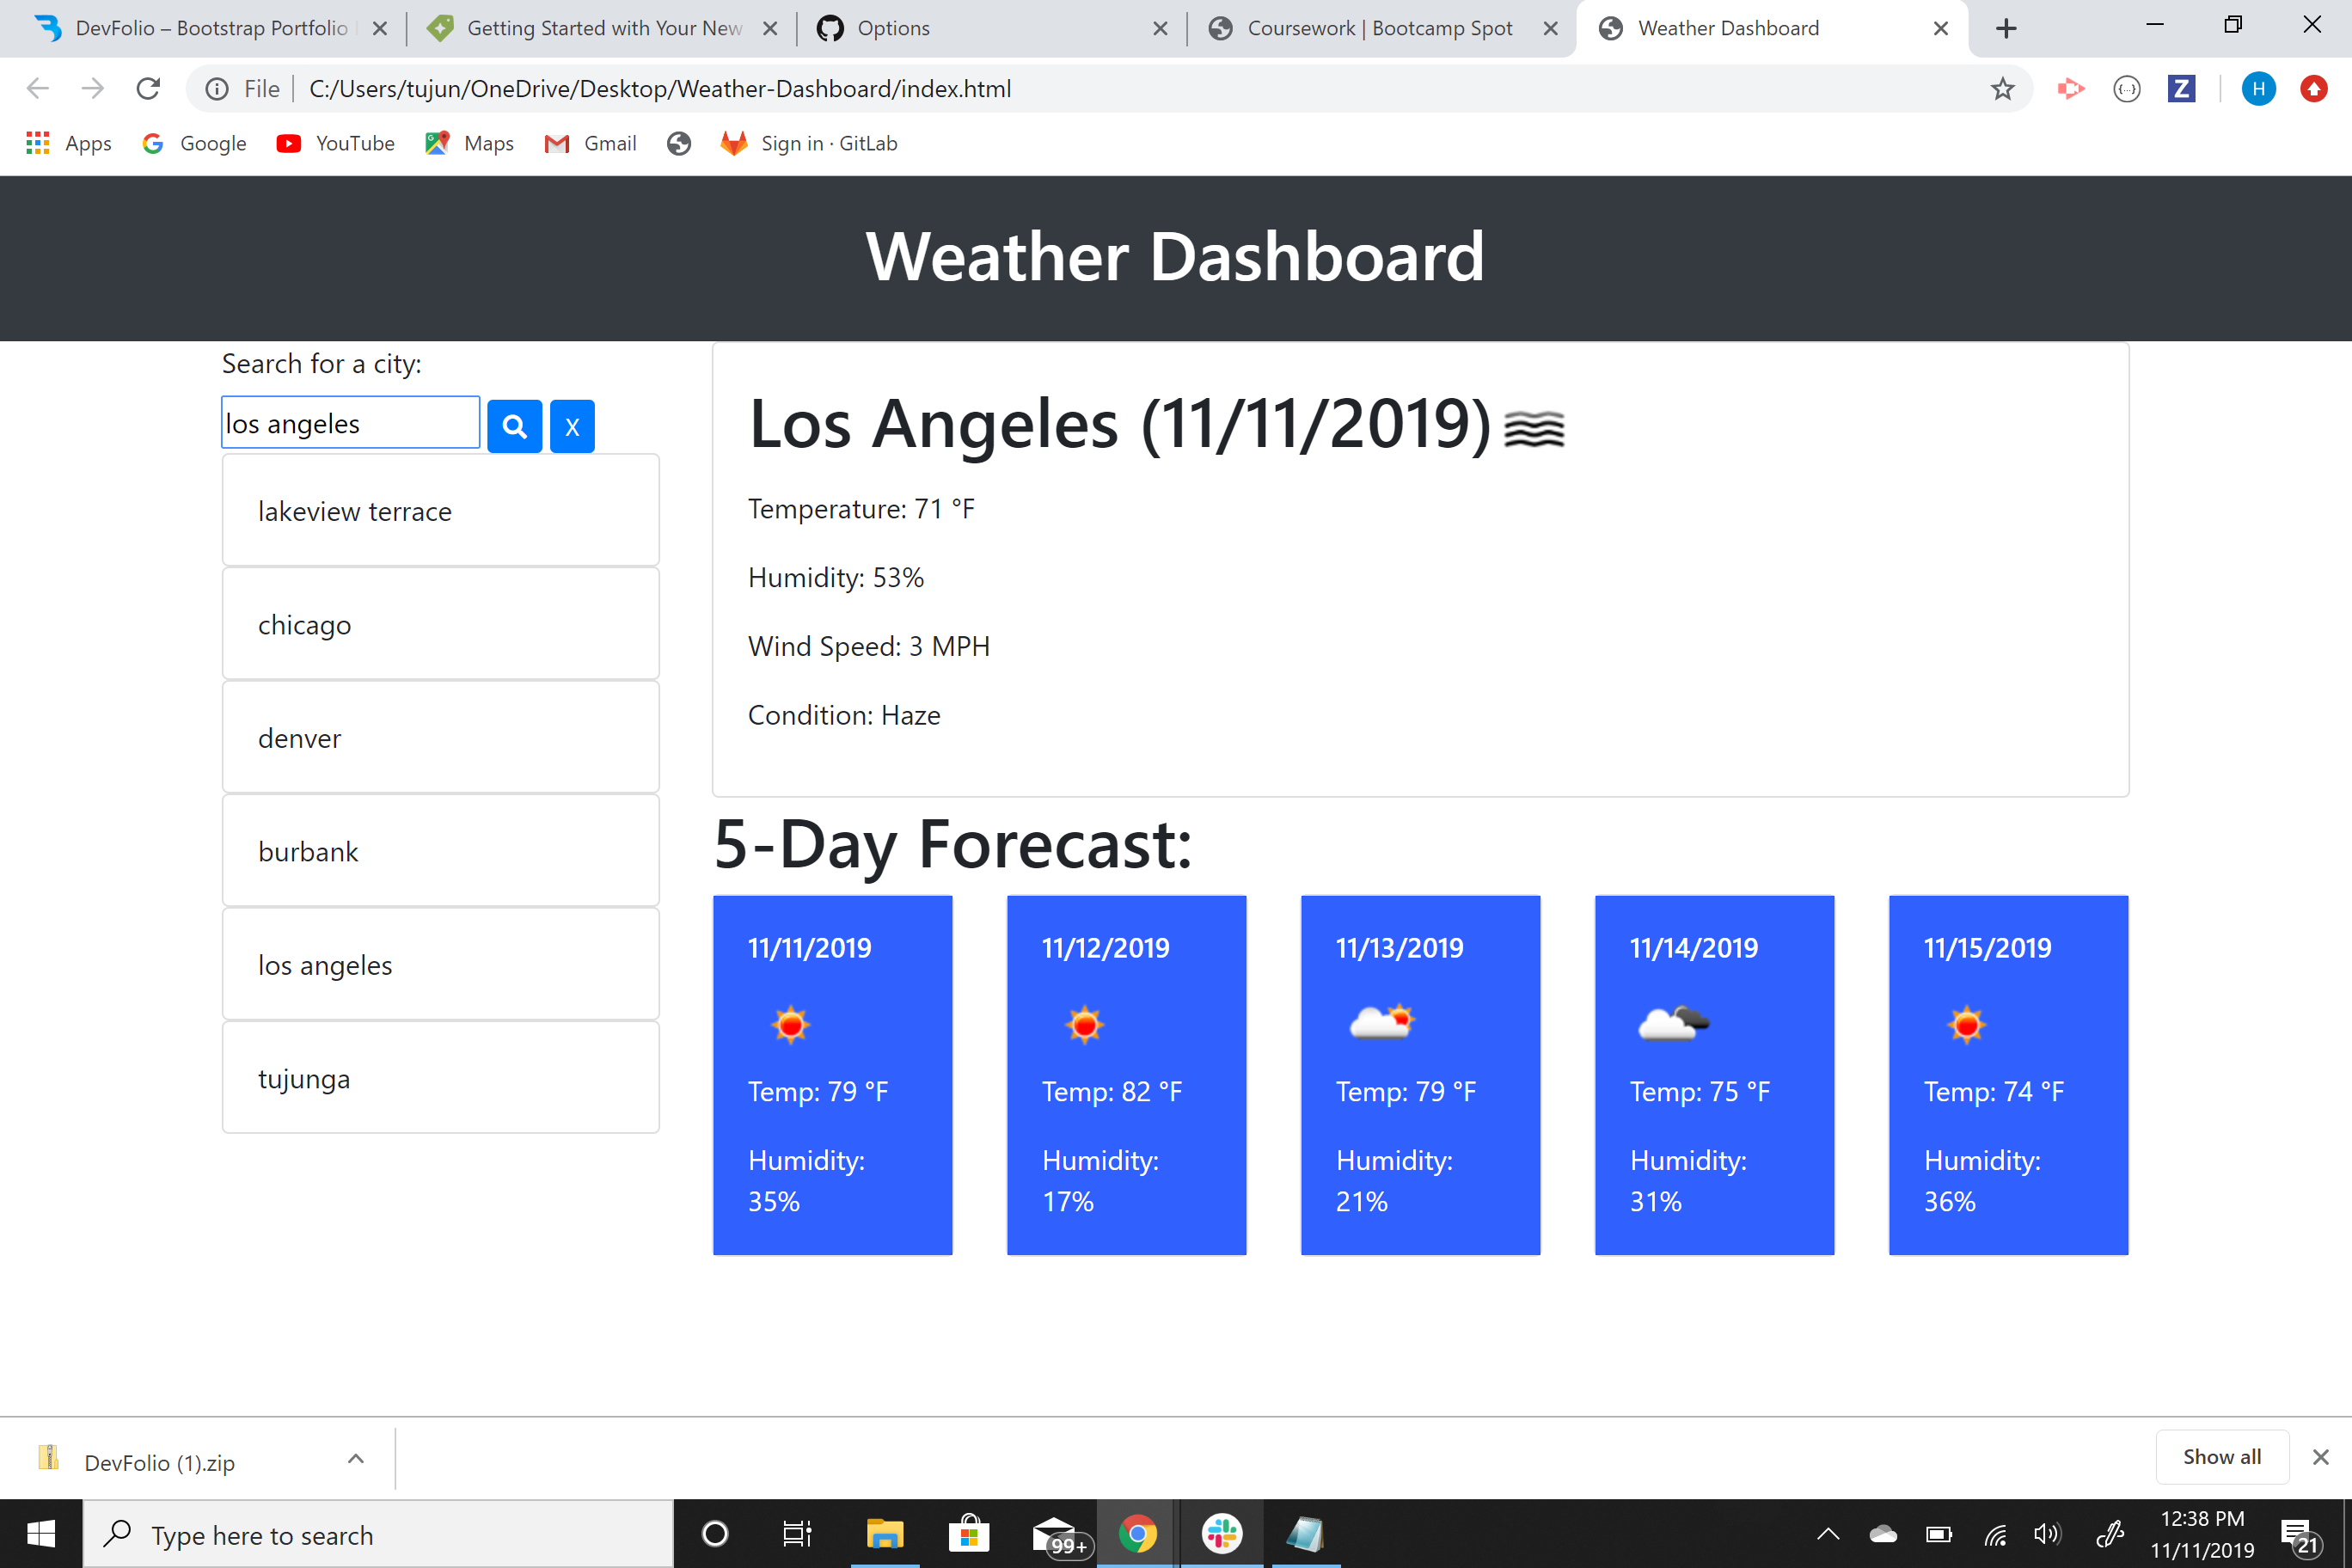 DevFolio – Bootstrap Portfolio
Getting Started with Your New
Options
Coursework | Bootcamp Spot
Weather Dashboard
File
C:/Users/tujun/OneDrive/Desktop/Weather-Dashboard/index.html
{...}
Z
H
Apps
Google
YouTube
Maps
Gmail
Sign in · GitLab
Weather Dashboard
Search for a city:
los angeles
X
lakeview terrace
chicago
denver
burbank
los angeles
tujunga
Los Angeles (11/11/2019)
Temperature: 71 °F
Humidity: 53%
Wind Speed: 3 MPH
Condition: Haze
5-Day Forecast:
11/11/2019
Temp: 79 °F
Humidity:
35%
11/12/2019
Temp: 82 °F
Humidity:
17%
11/13/2019
Temp: 79 °F
Humidity:
21%
11/14/2019
Temp: 75 °F
Humidity:
31%
11/15/2019
Temp: 74 °F
Humidity:
36%
DevFolio (1).zip
Show all
Type here to search
99+
12:38 PM
11/11/2019
21